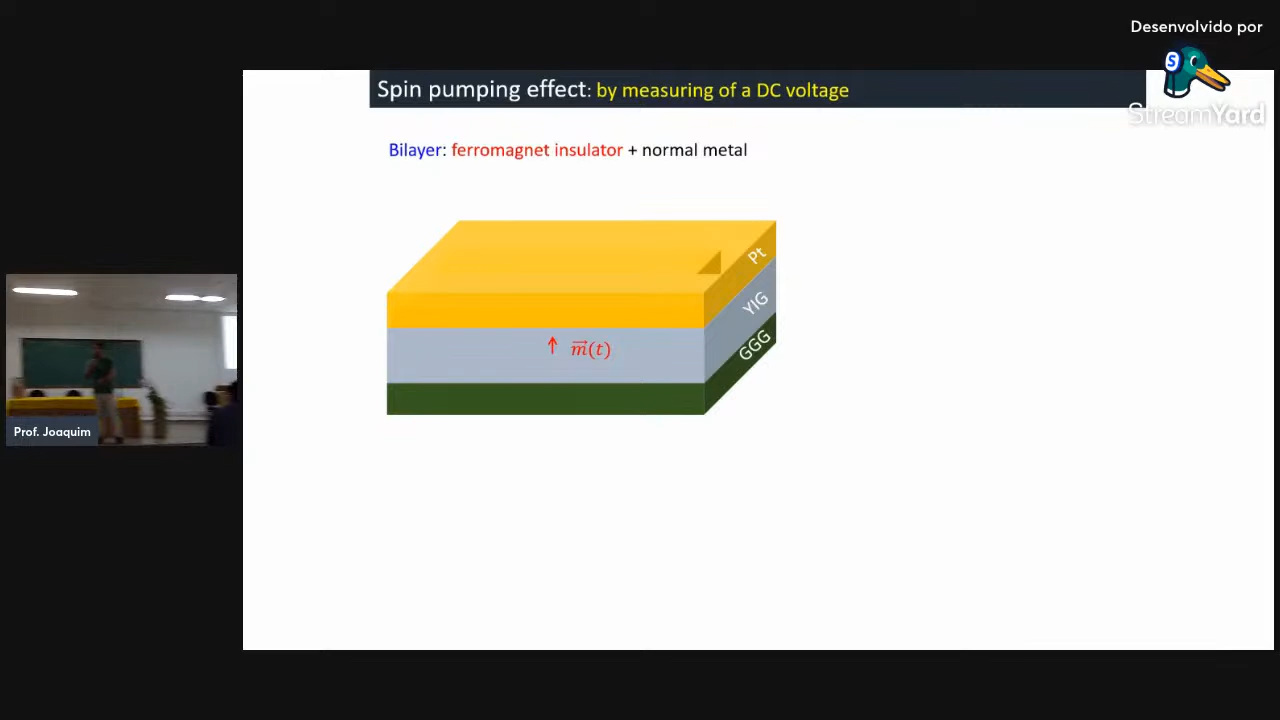 Desenvolvido por
StreamYard
Spin pumping effect: by measuring of a DC voltage
Bilayer: ferromagnet insulator + normal metal
Pt
YIG
GGG
m⃗(t)
Prof. Joaquim